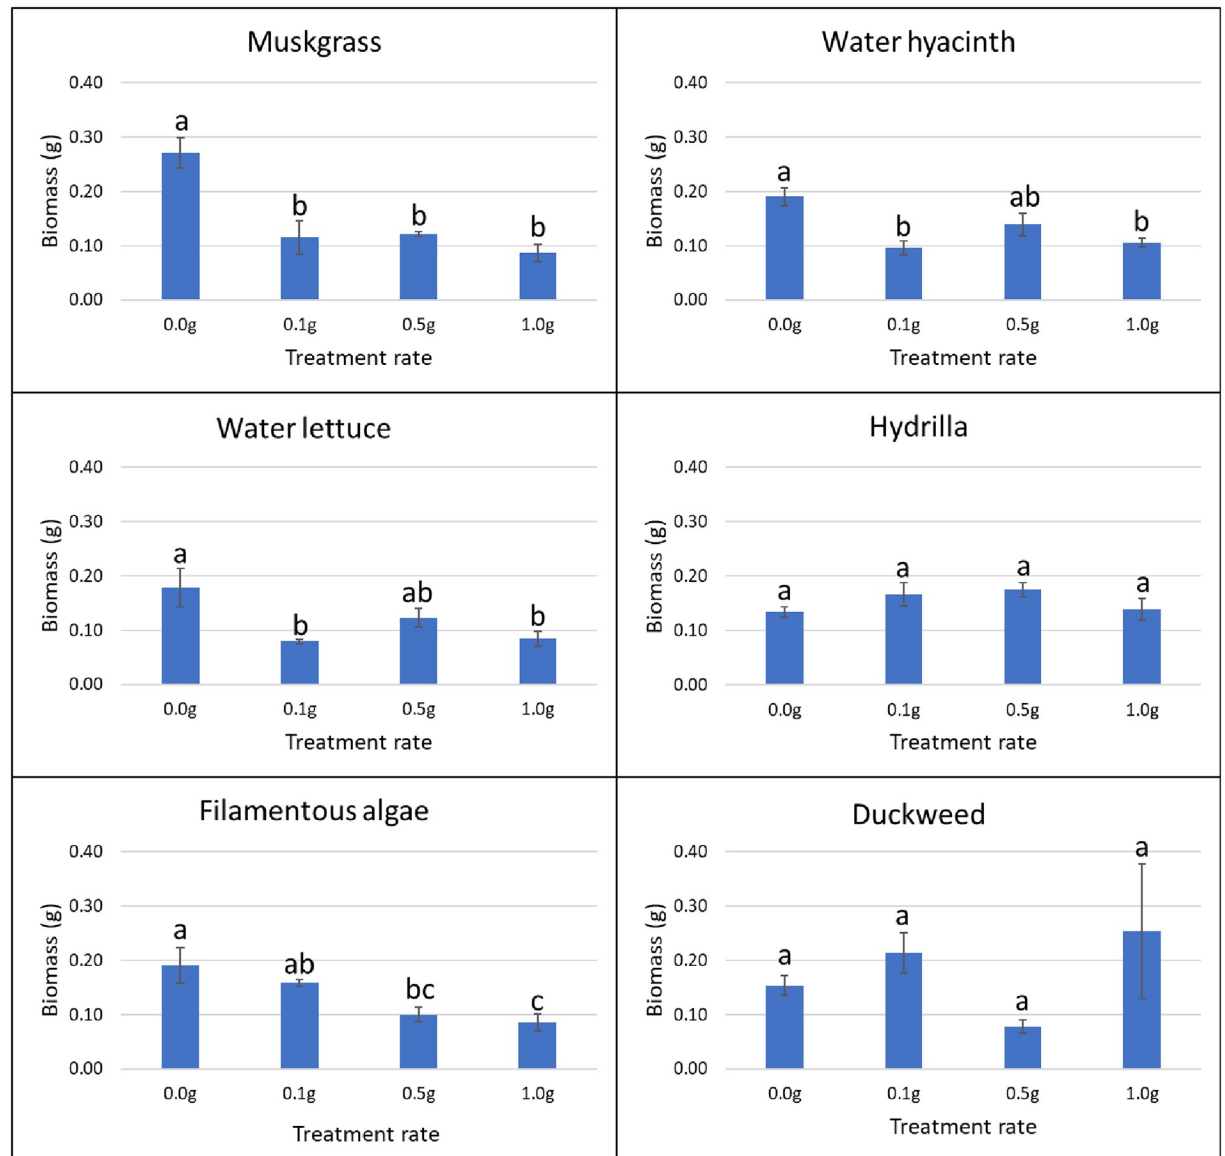 Muskgrass
0.40
0.30
0.20
0.10
0.00
Biomass (g)
a
b
b
b
0.0g 0.1g 0.5g 1.0g
Treatment rate
Water hyacinth
0.40
0.30
0.20
0.10
0.00
Biomass (g)
a
b
ab
b
0.0g 0.1g 0.5g 1.0g
Treatment rate
Water lettuce
0.40
0.30
0.20
0.10
0.00
Biomass (g)
a
b
ab
b
0.0g 0.1g 0.5g 1.0g
Treatment rate
Hydrilla
0.40
0.30
0.20
0.10
0.00
Biomass (g)
a
a
a
a
0.0g 0.1g 0.5g 1.0g
Treatment rate
Filamentous algae
0.40
0.30
0.20
0.10
0.00
Biomass (g)
a
ab
bc
c
0.0g 0.1g 0.5g 1.0g
Treatment rate
Duckweed
0.40
0.30
0.20
0.10
0.00
Biomass (g)
a
a
a
a
0.0g 0.1g 0.5g 1.0g
Treatment rate